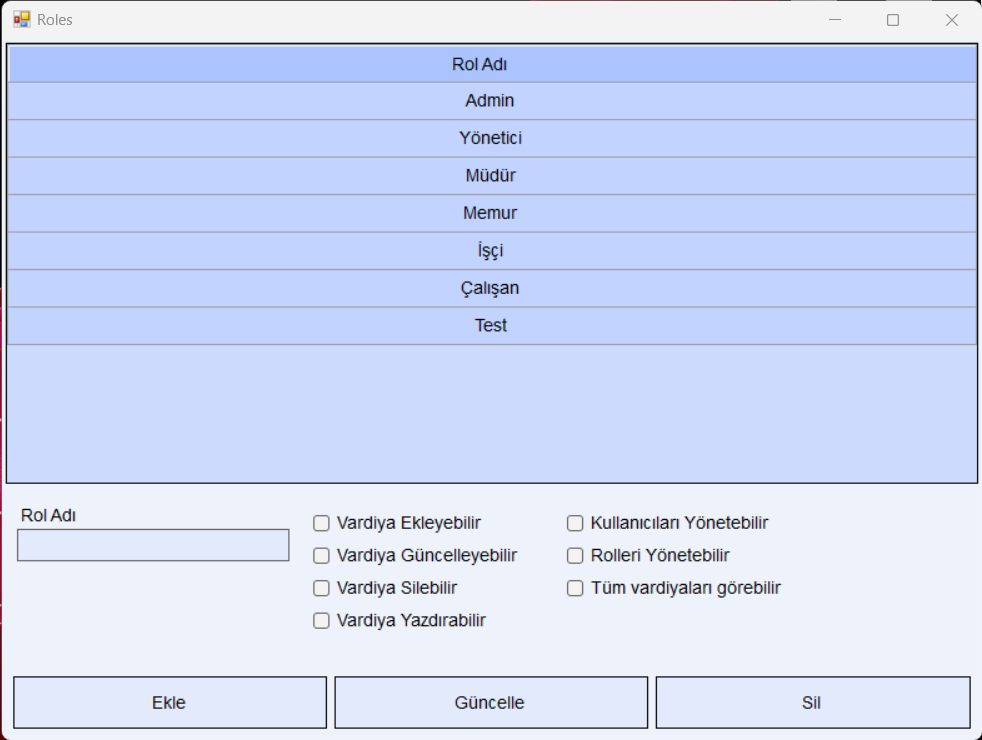 Roles
Rol Adı
Admin
Yönetici
Müdür
Memur
İşçi
Çalışan
Test
Rol Adı
Vardiya Ekleyebilir
Vardiya Güncelleyebilir
Vardiya Silebilir
Vardiya Yazdırabilir
Kullanıcıları Yönetebilir
Rolleri Yönetebilir
Tüm vardiyaları görebilir
Ekle
Güncelle
Sil